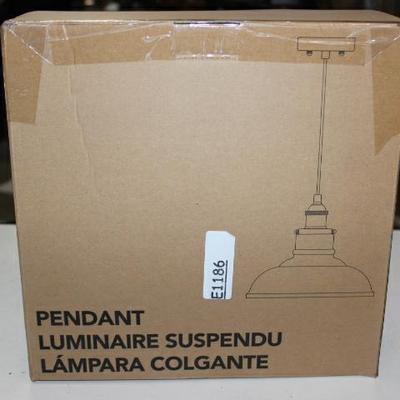 E1186
PENDANT
LUMINAIRE SUSPENDU
LÁMPARA COLGANTE